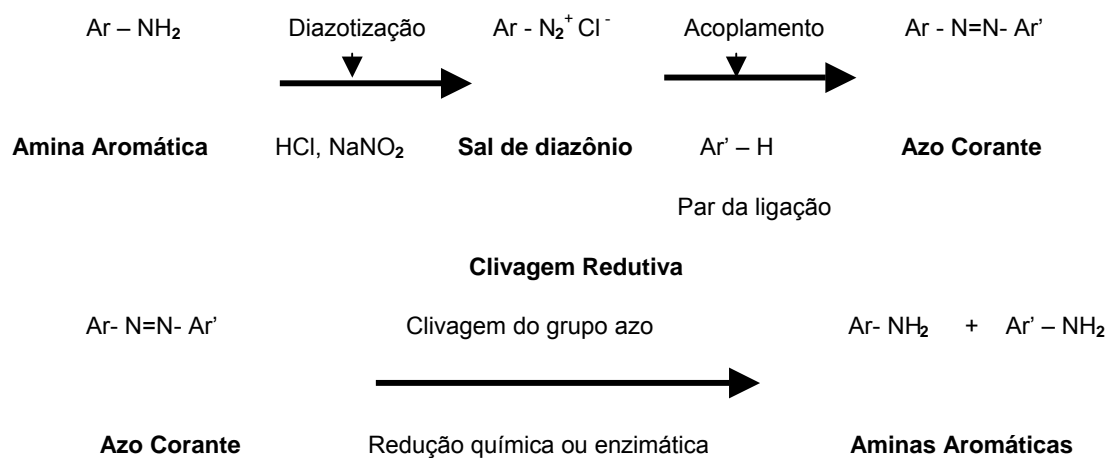 Ar – NH₂ Diazotização Ar - N₂⁺ Cl⁻ Acoplamento Ar - N=N- Ar’
Amina Aromática HCl, NaNO₂ Sal de diazônio Ar’ – H Azo Corante
Par da ligação
Clivagem Redutiva
Ar- N=N- Ar’ Clivagem do grupo azo Ar- NH₂ + Ar’ – NH₂
Azo Corante Redução química ou enzimática Aminas Aromáticas